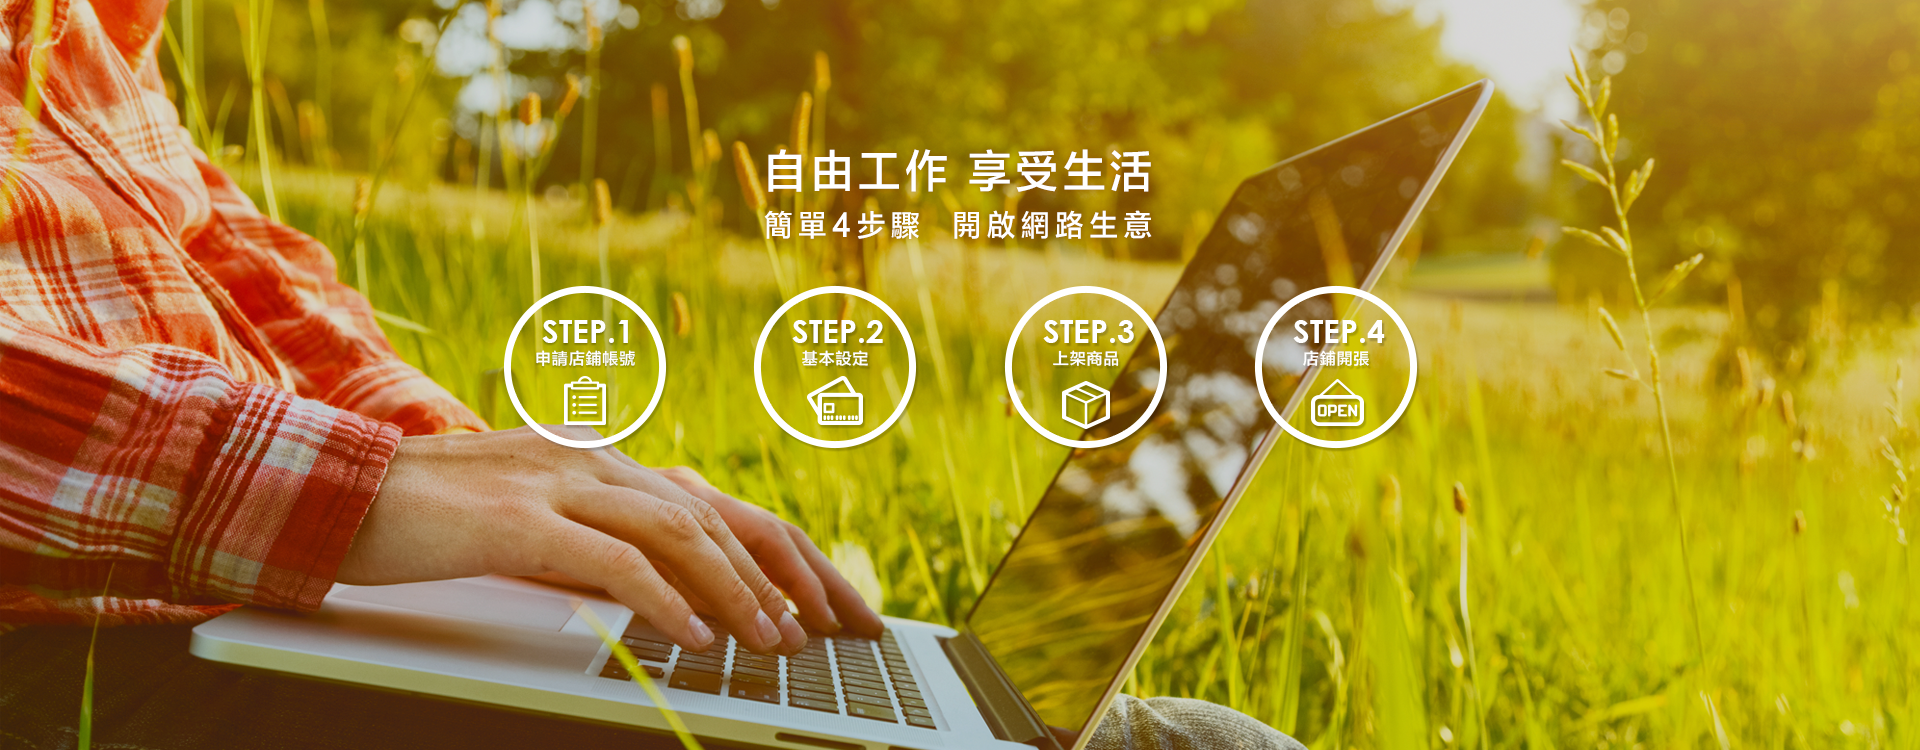 自由工作 享受生活
簡單4步驟 開啟網路生意
STEP.1
申請店鋪帳號
STEP.2
基本設定
STEP.3
上架商品
STEP.4
店鋪開張
OPEN